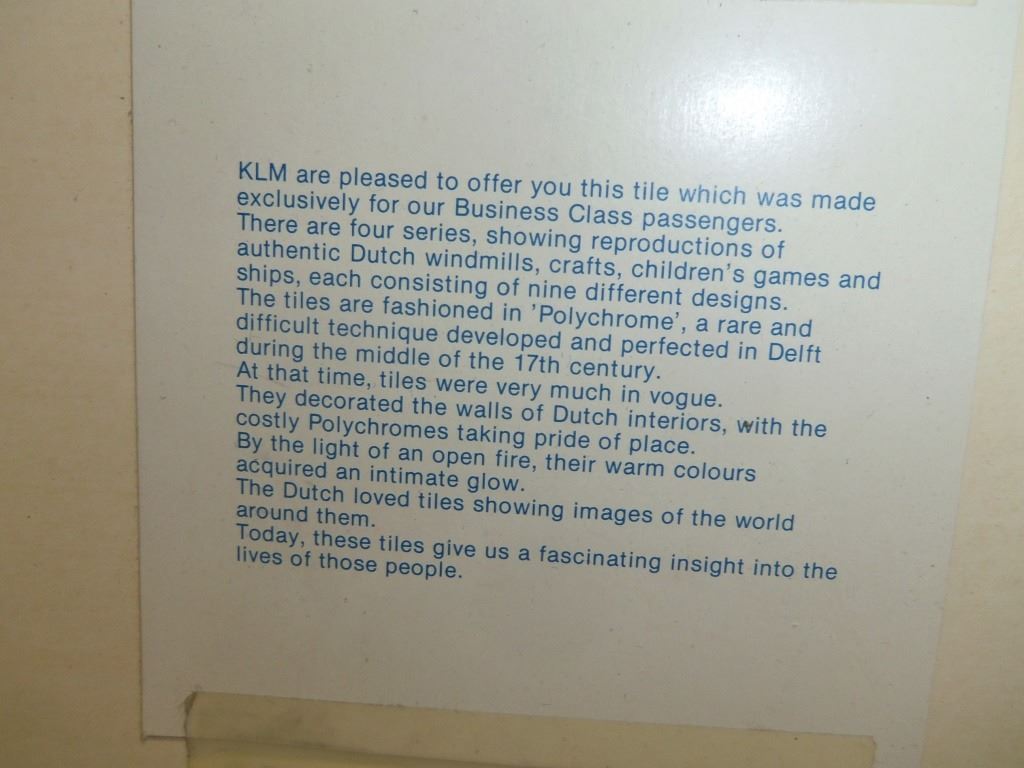 KLM are pleased to offer you this tile which was made
exclusively for our Business Class passengers.
There are four series, showing reproductions of
authentic Dutch windmills, crafts, children's games and
ships, each consisting of nine different designs.
The tiles are fashioned in 'Polychrome', a rare and
difficult technique developed and perfected in Delft
during the middle of the 17th century.
At that time, tiles were very much in vogue.
They decorated the walls of Dutch interiors, with the
costly Polychromes taking pride of place.
By the light of an open fire, their warm colours
acquired an intimate glow.
The Dutch loved tiles showing images of the world
around them.
Today, these tiles give us a fascinating insight into the
lives of those people.